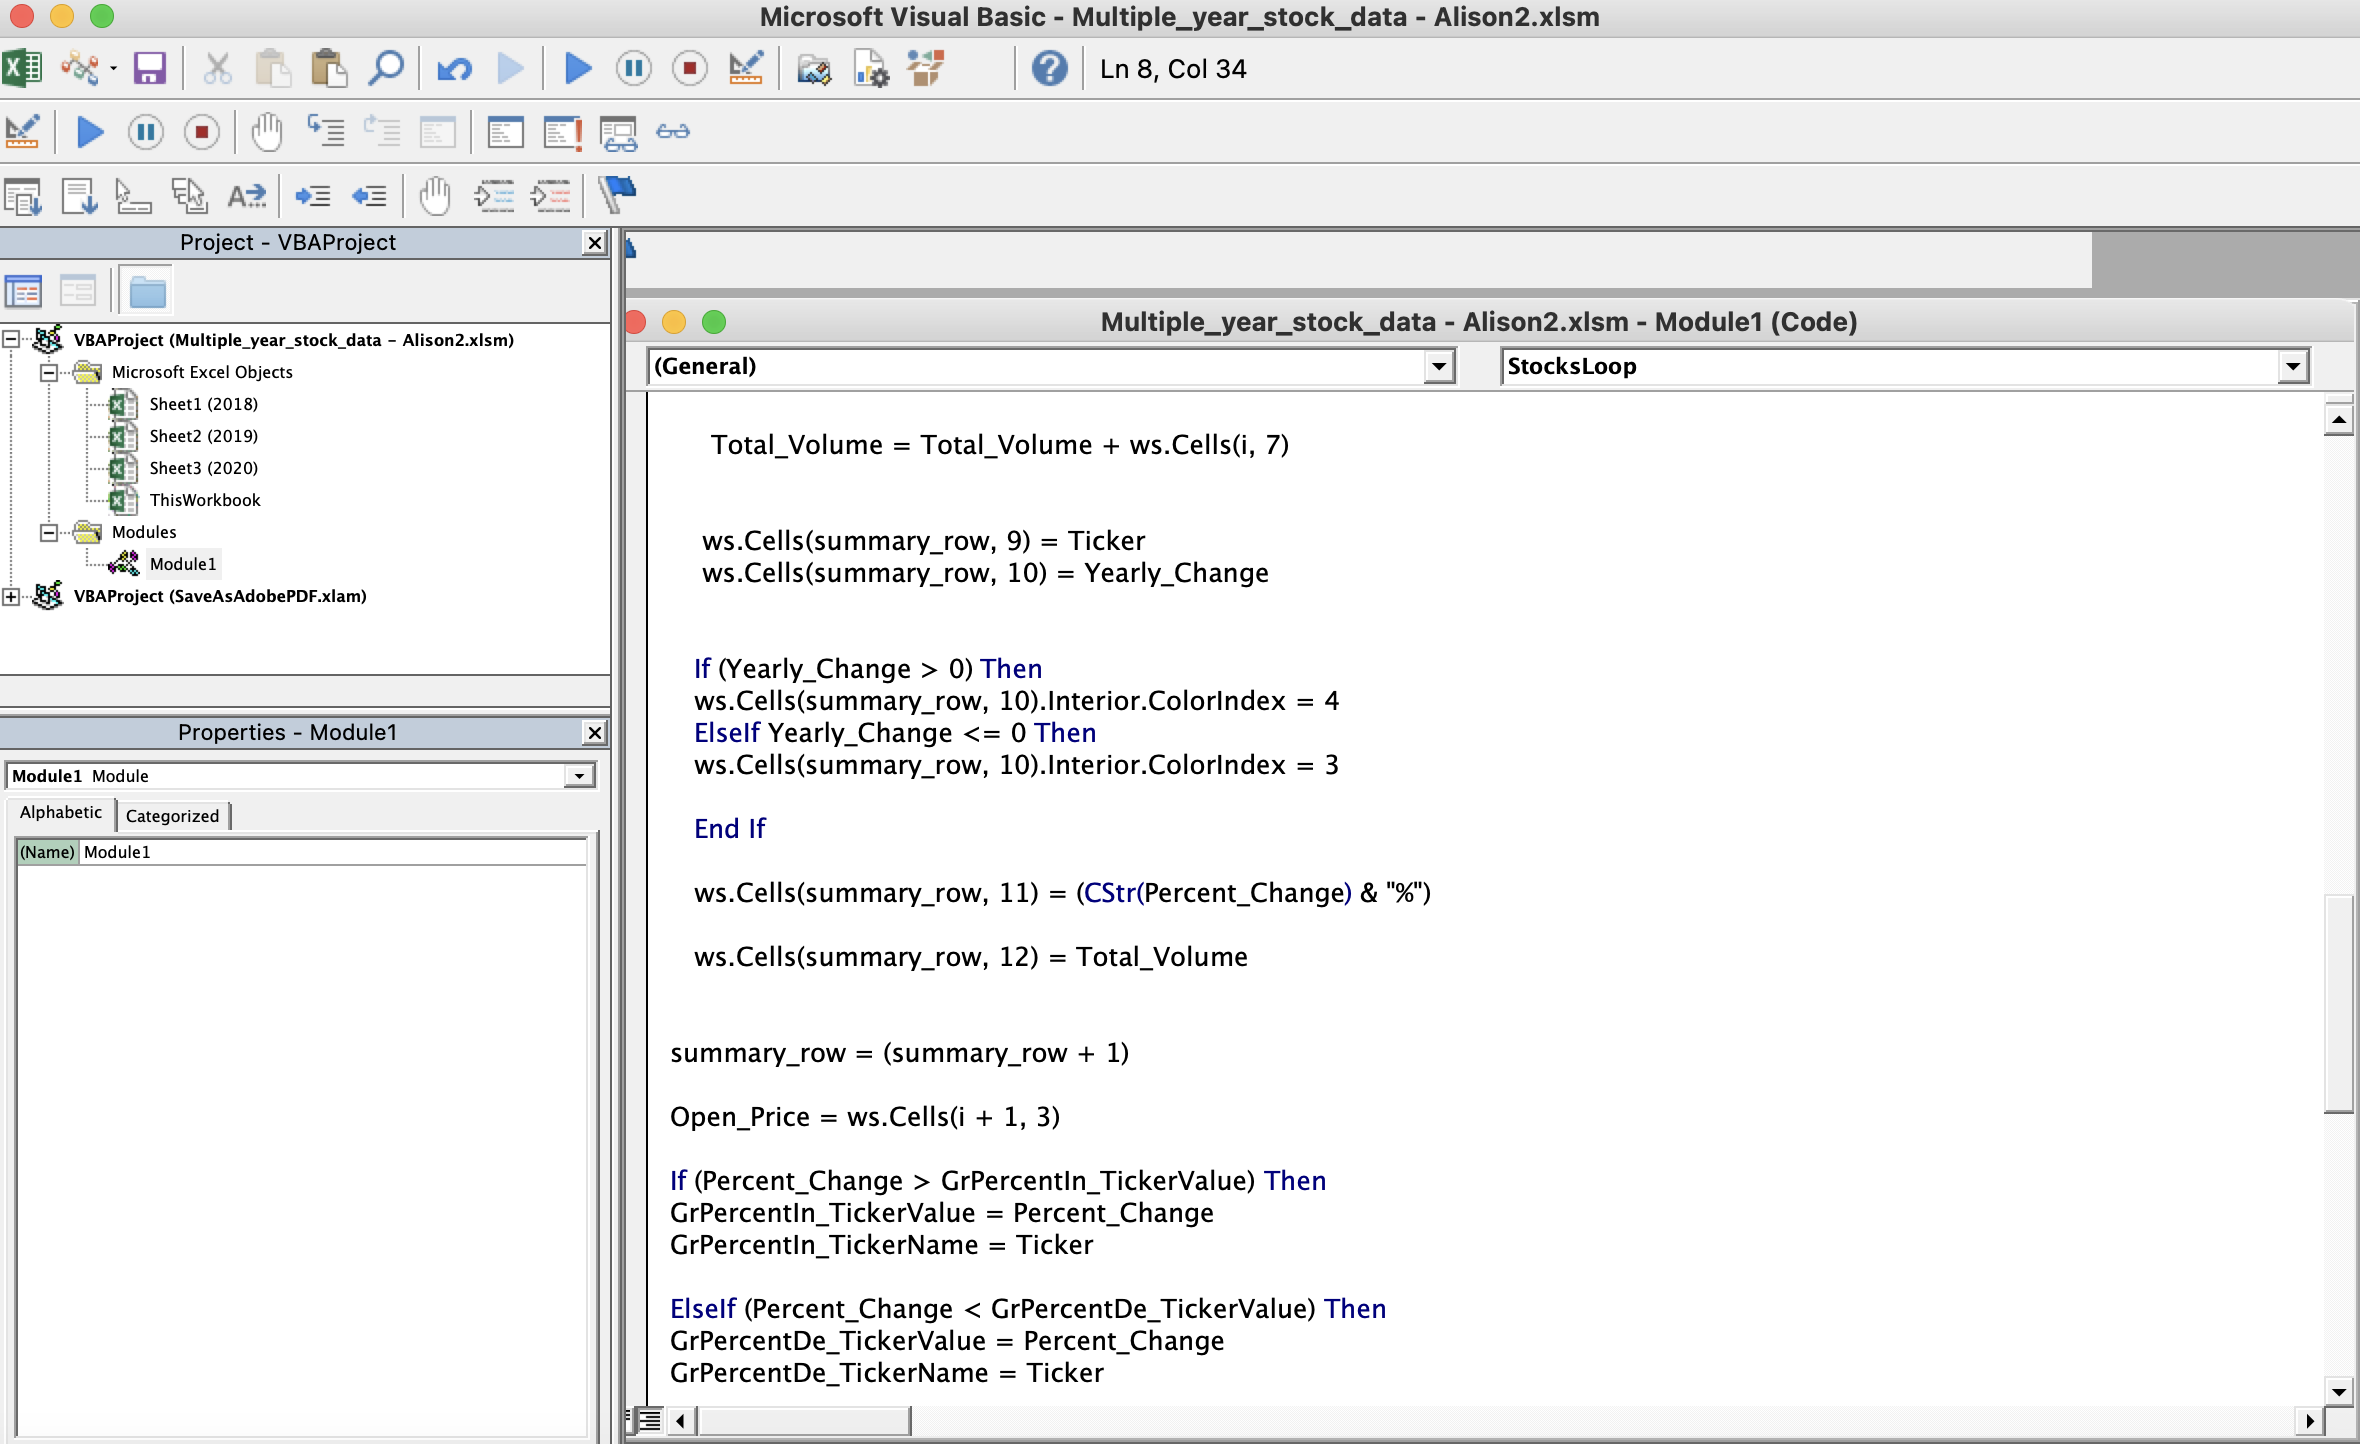 Microsoft Visual Basic - Multiple_year_stock_data - Alison2.xlsm
Ln 8, Col 34
Project - VBAProject
VBAProject (Multiple_year_stock_data - Alison2.xlsm)
Microsoft Excel Objects
Sheet1 (2018)
Sheet2 (2019)
Sheet3 (2020)
ThisWorkbook
Modules
Module1
VBAProject (SaveAsAdobePDF.xlam)
Properties - Module1
Module1 Module
Alphabetic
Categorized
(Name) Module1
Multiple_year_stock_data - Alison2.xlsm - Module1 (Code)
(General)
StocksLoop
Total_Volume = Total_Volume + ws.Cells(i, 7)
ws.Cells(summary_row, 9) = Ticker
ws.Cells(summary_row, 10) = Yearly_Change
If (Yearly_Change > 0) Then
ws.Cells(summary_row, 10).Interior.ColorIndex = 4
ElseIf Yearly_Change <= 0 Then
ws.Cells(summary_row, 10).Interior.ColorIndex = 3
End If
ws.Cells(summary_row, 11) = (CStr(Percent_Change) & "%")
ws.Cells(summary_row, 12) = Total_Volume
summary_row = (summary_row + 1)
Open_Price = ws.Cells(i + 1, 3)
If (Percent_Change > GrPercentIn_TickerValue) Then
GrPercentIn_TickerValue = Percent_Change
GrPercentIn_TickerName = Ticker
ElseIf (Percent_Change < GrPercentDe_TickerValue) Then
GrPercentDe_TickerValue = Percent_Change
GrPercentDe_TickerName = Ticker